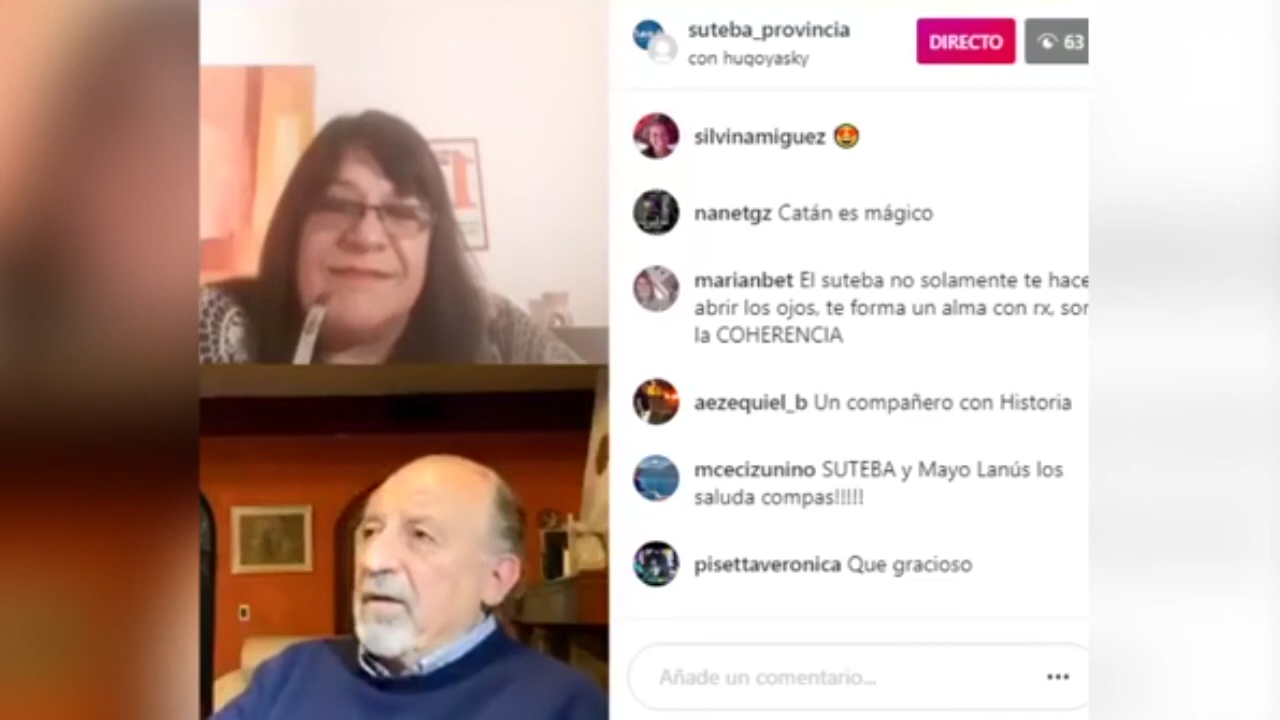 suteba_provincia
con hugoyasky
DIRECTO
63
silvinamiguez
nanetgz Catán es mágico
marianbet El suteba no solamente te hace
abrir los ojos, te forma un alma con rx, son
la COHERENCIA
aezequiel_b Un compañero con Historia
mcecizunino SUTEBA y Mayo Lanús los
saluda compas!!!!!
pisettaveronica Que gracioso
Añade un comentario...